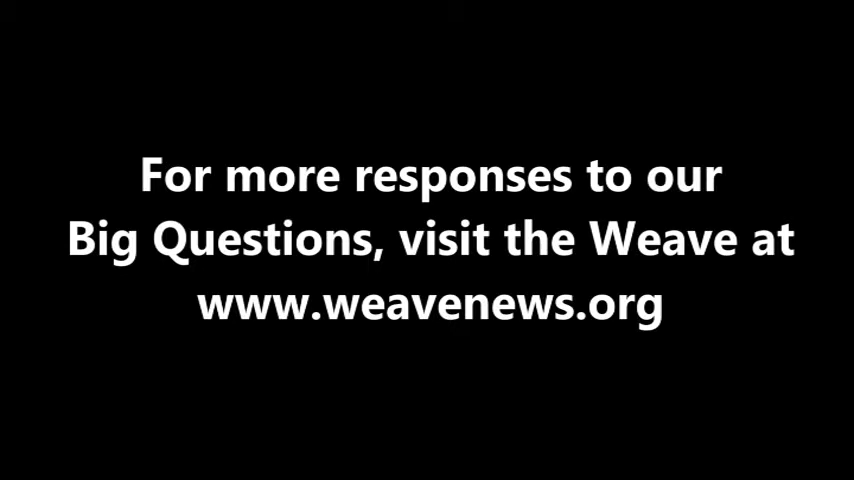 For more responses to our
Big Questions, visit the Weave at
www.weavenews.org